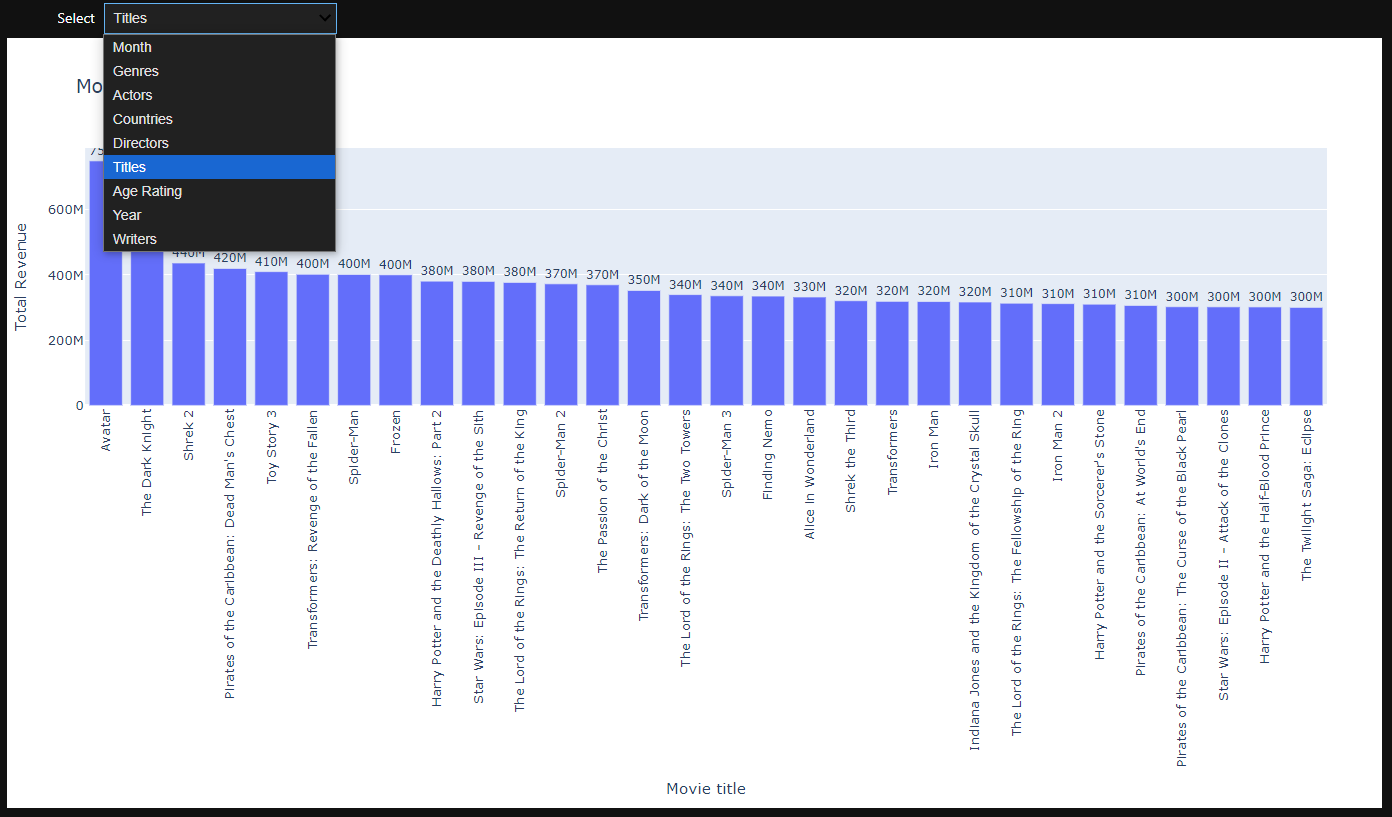 Select Titles
Month
Genres
Actors
Countries
Directors
Titles
Age Rating
Year
Writers
Total Revenue
600M
400M
200M
0
420M 410M 400M 400M 400M 380M 380M 380M 370M 370M 350M 340M 340M 340M 330M 320M 320M 320M 320M 310M 310M 310M 310M 300M 300M 300M 300M
440M
Avatar
The Dark Knight
Shrek 2
Pirates of the Caribbean: Dead Man's Chest
Toy Story 3
Transformers: Revenge of the Fallen
Spider-Man
Frozen
Harry Potter and the Deathly Hallows: Part 2
Star Wars: Episode III - Revenge of the Sith
The Lord of the Rings: The Return of the King
Spider-Man 2
The Passion of the Christ
Transformers: Dark of the Moon
The Lord of the Rings: The Two Towers
Spider-Man 3
Finding Nemo
Alice in Wonderland
Shrek the Third
Transformers
Iron Man
Indiana Jones and the Kingdom of the Crystal Skull
The Lord of the Rings: The Fellowship of the Ring
Iron Man 2
Harry Potter and the Sorcerer's Stone
Pirates of the Caribbean: At World's End
Pirates of the Caribbean: The Curse of the Black Pearl
Star Wars: Episode II - Attack of the Clones
Harry Potter and the Half-Blood Prince
The Twilight Saga: Eclipse
Movie title